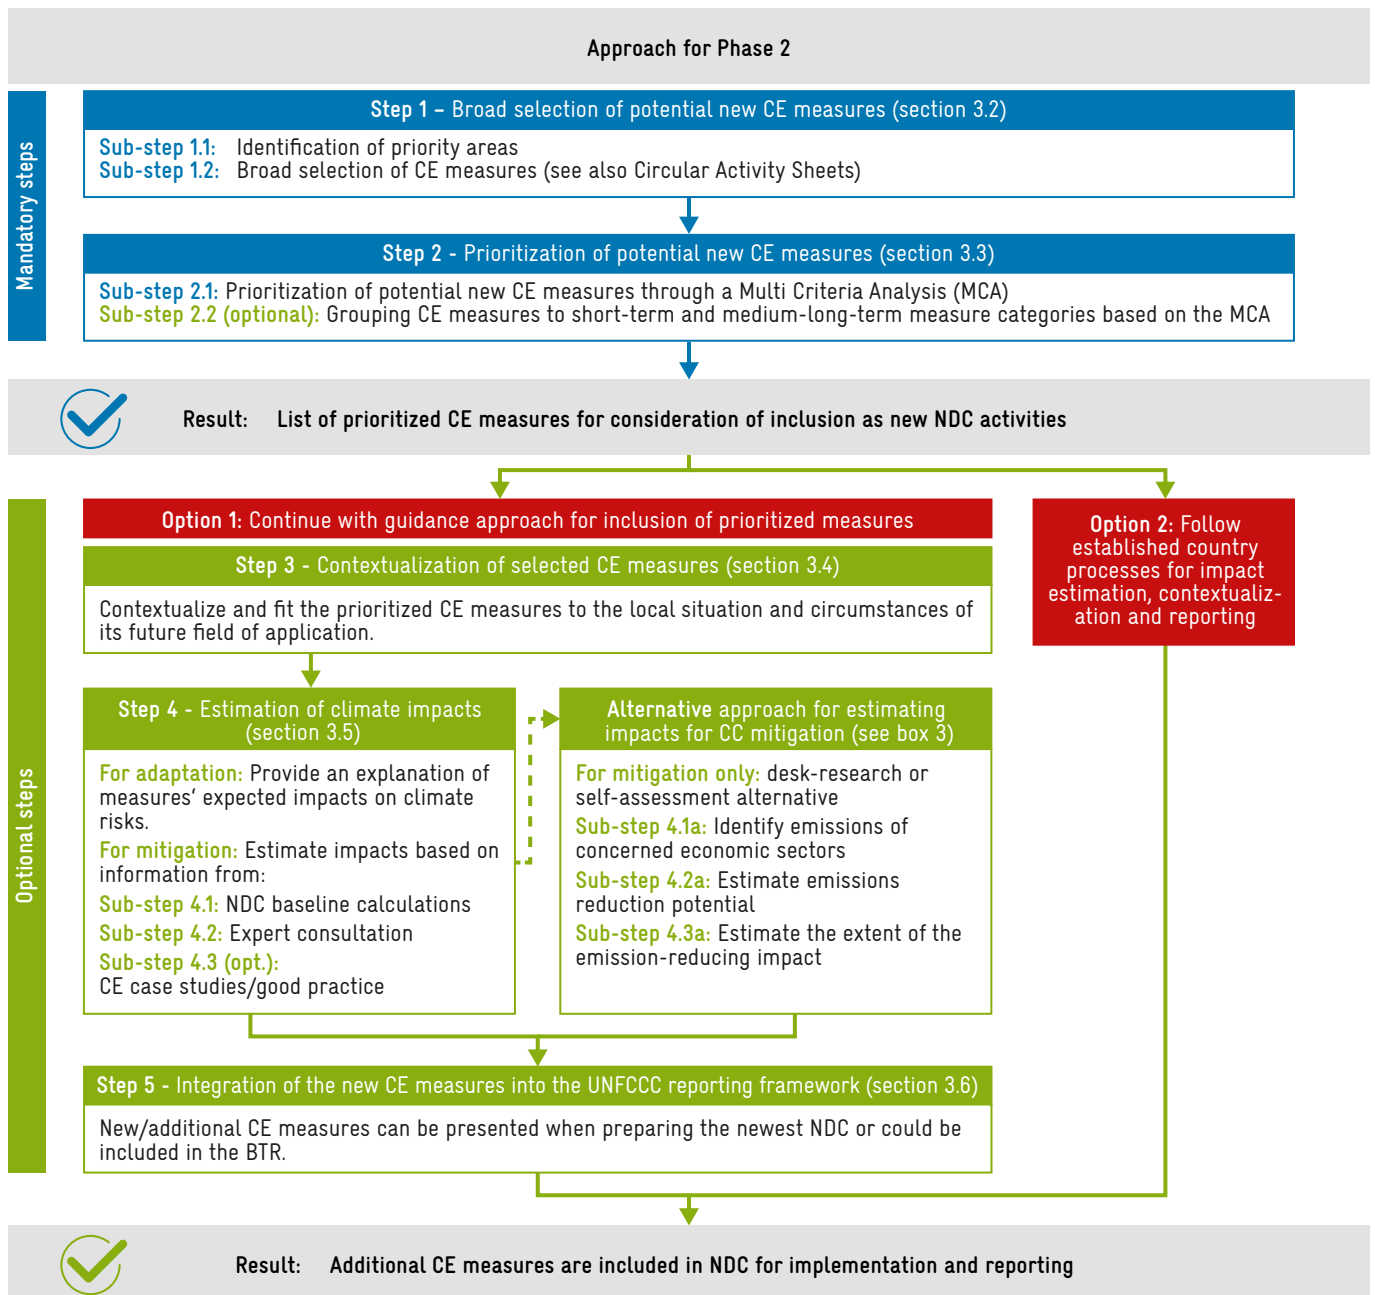 Approach for Phase 2
Mandatory steps
Step 1 – Broad selection of potential new CE measures (section 3.2)
Sub-step 1.1: Identification of priority areas
Sub-step 1.2: Broad selection of CE measures (see also Circular Activity Sheets)
Step 2 - Prioritization of potential new CE measures (section 3.3)
Sub-step 2.1: Prioritization of potential new CE measures through a Multi Criteria Analysis (MCA)
Sub-step 2.2 (optional): Grouping CE measures to short-term and medium-long-term measure categories based on the MCA
Result: List of prioritized CE measures for consideration of inclusion as new NDC activities
Optional steps
Option 1: Continue with guidance approach for inclusion of prioritized measures
Step 3 - Contextualization of selected CE measures (section 3.4)
Contextualize and fit the prioritized CE measures to the local situation and circumstances of
its future field of application.
Option 2: Follow
established country
processes for impact
estimation, contextualiz-
ation and reporting
Step 4 - Estimation of climate impacts
(section 3.5)
For adaptation: Provide an explanation of
measures‘ expected impacts on climate
risks.
For mitigation: Estimate impacts based on
information from:
Sub-step 4.1: NDC baseline calculations
Sub-step 4.2: Expert consultation
Sub-step 4.3 (opt.):
CE case studies/good practice
Alternative approach for estimating
impacts for CC mitigation (see box 3)
For mitigation only: desk-research or
self-assessment alternative
Sub-step 4.1a: Identify emissions of
concerned economic sectors
Sub-step 4.2a: Estimate emissions
reduction potential
Sub-step 4.3a: Estimate the extent of the
emission-reducing impact
Step 5 - Integration of the new CE measures into the UNFCCC reporting framework (section 3.6)
New/additional CE measures can be presented when preparing the newest NDC or could be
included in the BTR.
Result: Additional CE measures are included in NDC for implementation and reporting